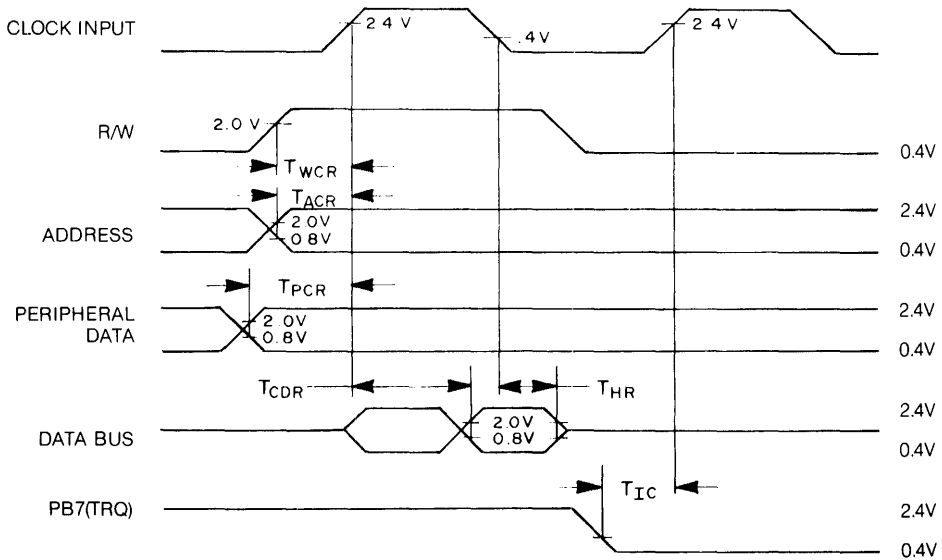 CLOCK INPUT
2 4 V
.4V
2 4 V
R/W
2.0 V
0.4V
TWCR
TACR
2.4V
ADDRESS
2.0V
0.8V
0.4V
TPCR
2.4V
PERIPHERAL
DATA
2.0V
0.8V
0.4V
TCDR
THR
2.4V
DATA BUS
2.0V
0.8V
0.4V
TIC
PB7(TRQ)
2.4V
0.4V